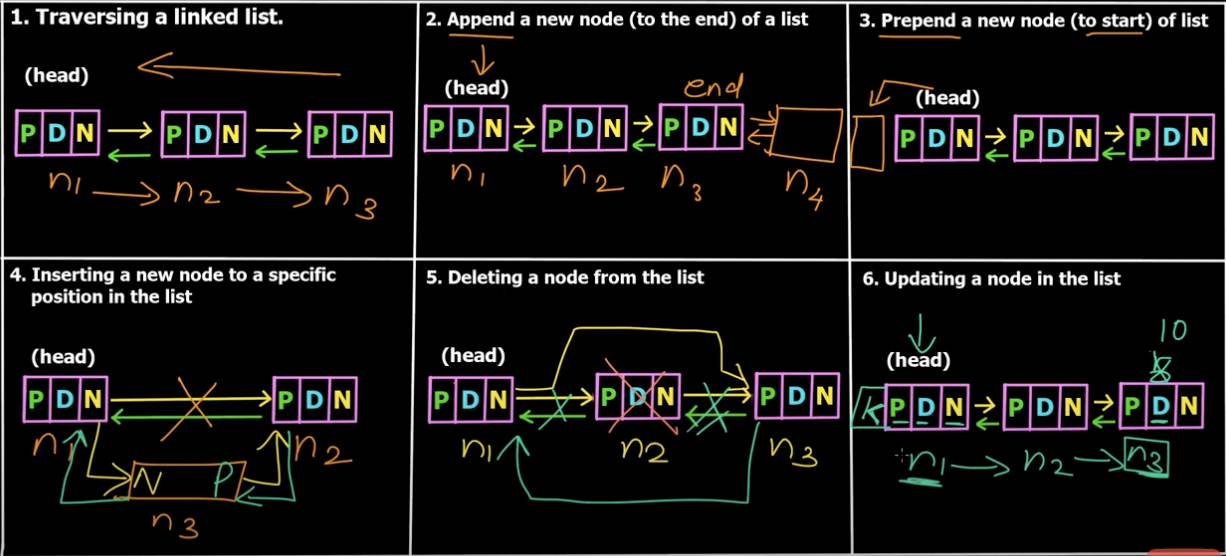 1. Traversing a linked list.
(head)
P D N P D N P D N
n1 n2 n3
2. Append a new node (to the end) of a list
(head) end
P D N P D N P D N
n1 n2 n3 n4
3. Prepend a new node (to start) of list
(head)
P D N P D N P D N
4. Inserting a new node to a specific
position in the list
(head)
P D N P D N
n1 n2
N P
n3
5. Deleting a node from the list
(head)
P D N P D N P D N
n1 n2 n3
6. Updating a node in the list
10
(head)
K P D N P D N P D N
n1 n2 n3